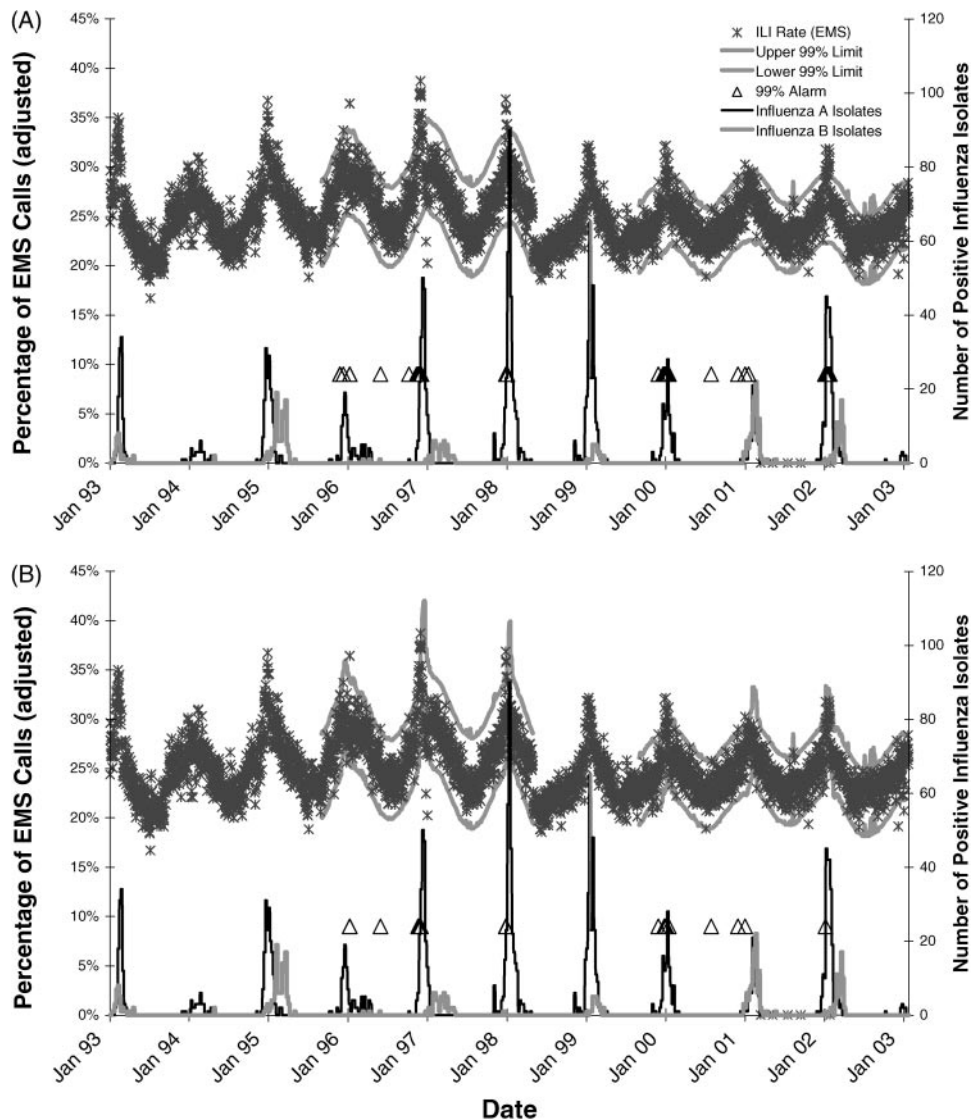 (A)
45%
40%
35%
30%
25%
20%
15%
10%
5%
0%
Percentage of EMS Calls (adjusted)
120
100
80
60
40
20
0
Number of Positive Influenza Isolates
ILI Rate (EMS)
Upper 99% Limit
Lower 99% Limit
99% Alarm
Influenza A Isolates
Influenza B Isolates
Jan 93
Jan 94
Jan 95
Jan 96
Jan 97
Jan 98
Jan 99
Jan 00
Jan 01
Jan 02
Jan 03
(B)
45%
40%
35%
30%
25%
20%
15%
10%
5%
0%
Percentage of EMS Calls (adjusted)
120
100
80
60
40
20
0
Number of Positive Influenza Isolates
Jan 93
Jan 94
Jan 95
Jan 96
Jan 97
Jan 98
Jan 99
Jan 00
Jan 01
Jan 02
Jan 03
Date